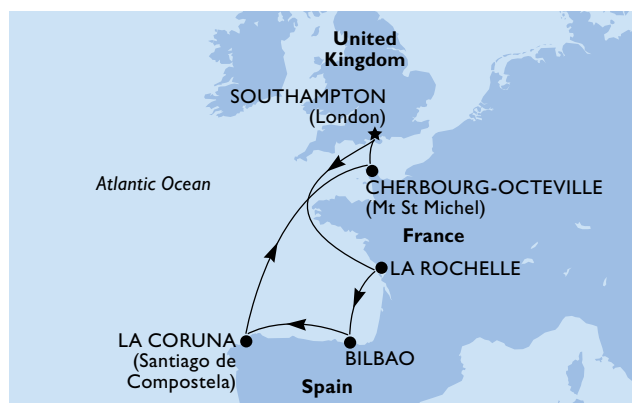 United
Kingdom
SOUTHAMPTON
(London)
Atlantic Ocean
CHERBOURG-OCTEVILLE
(Mt St Michel)
France
LA ROCHELLE
LA CORUNA
(Santiago de
Compostela)
BILBAO
Spain